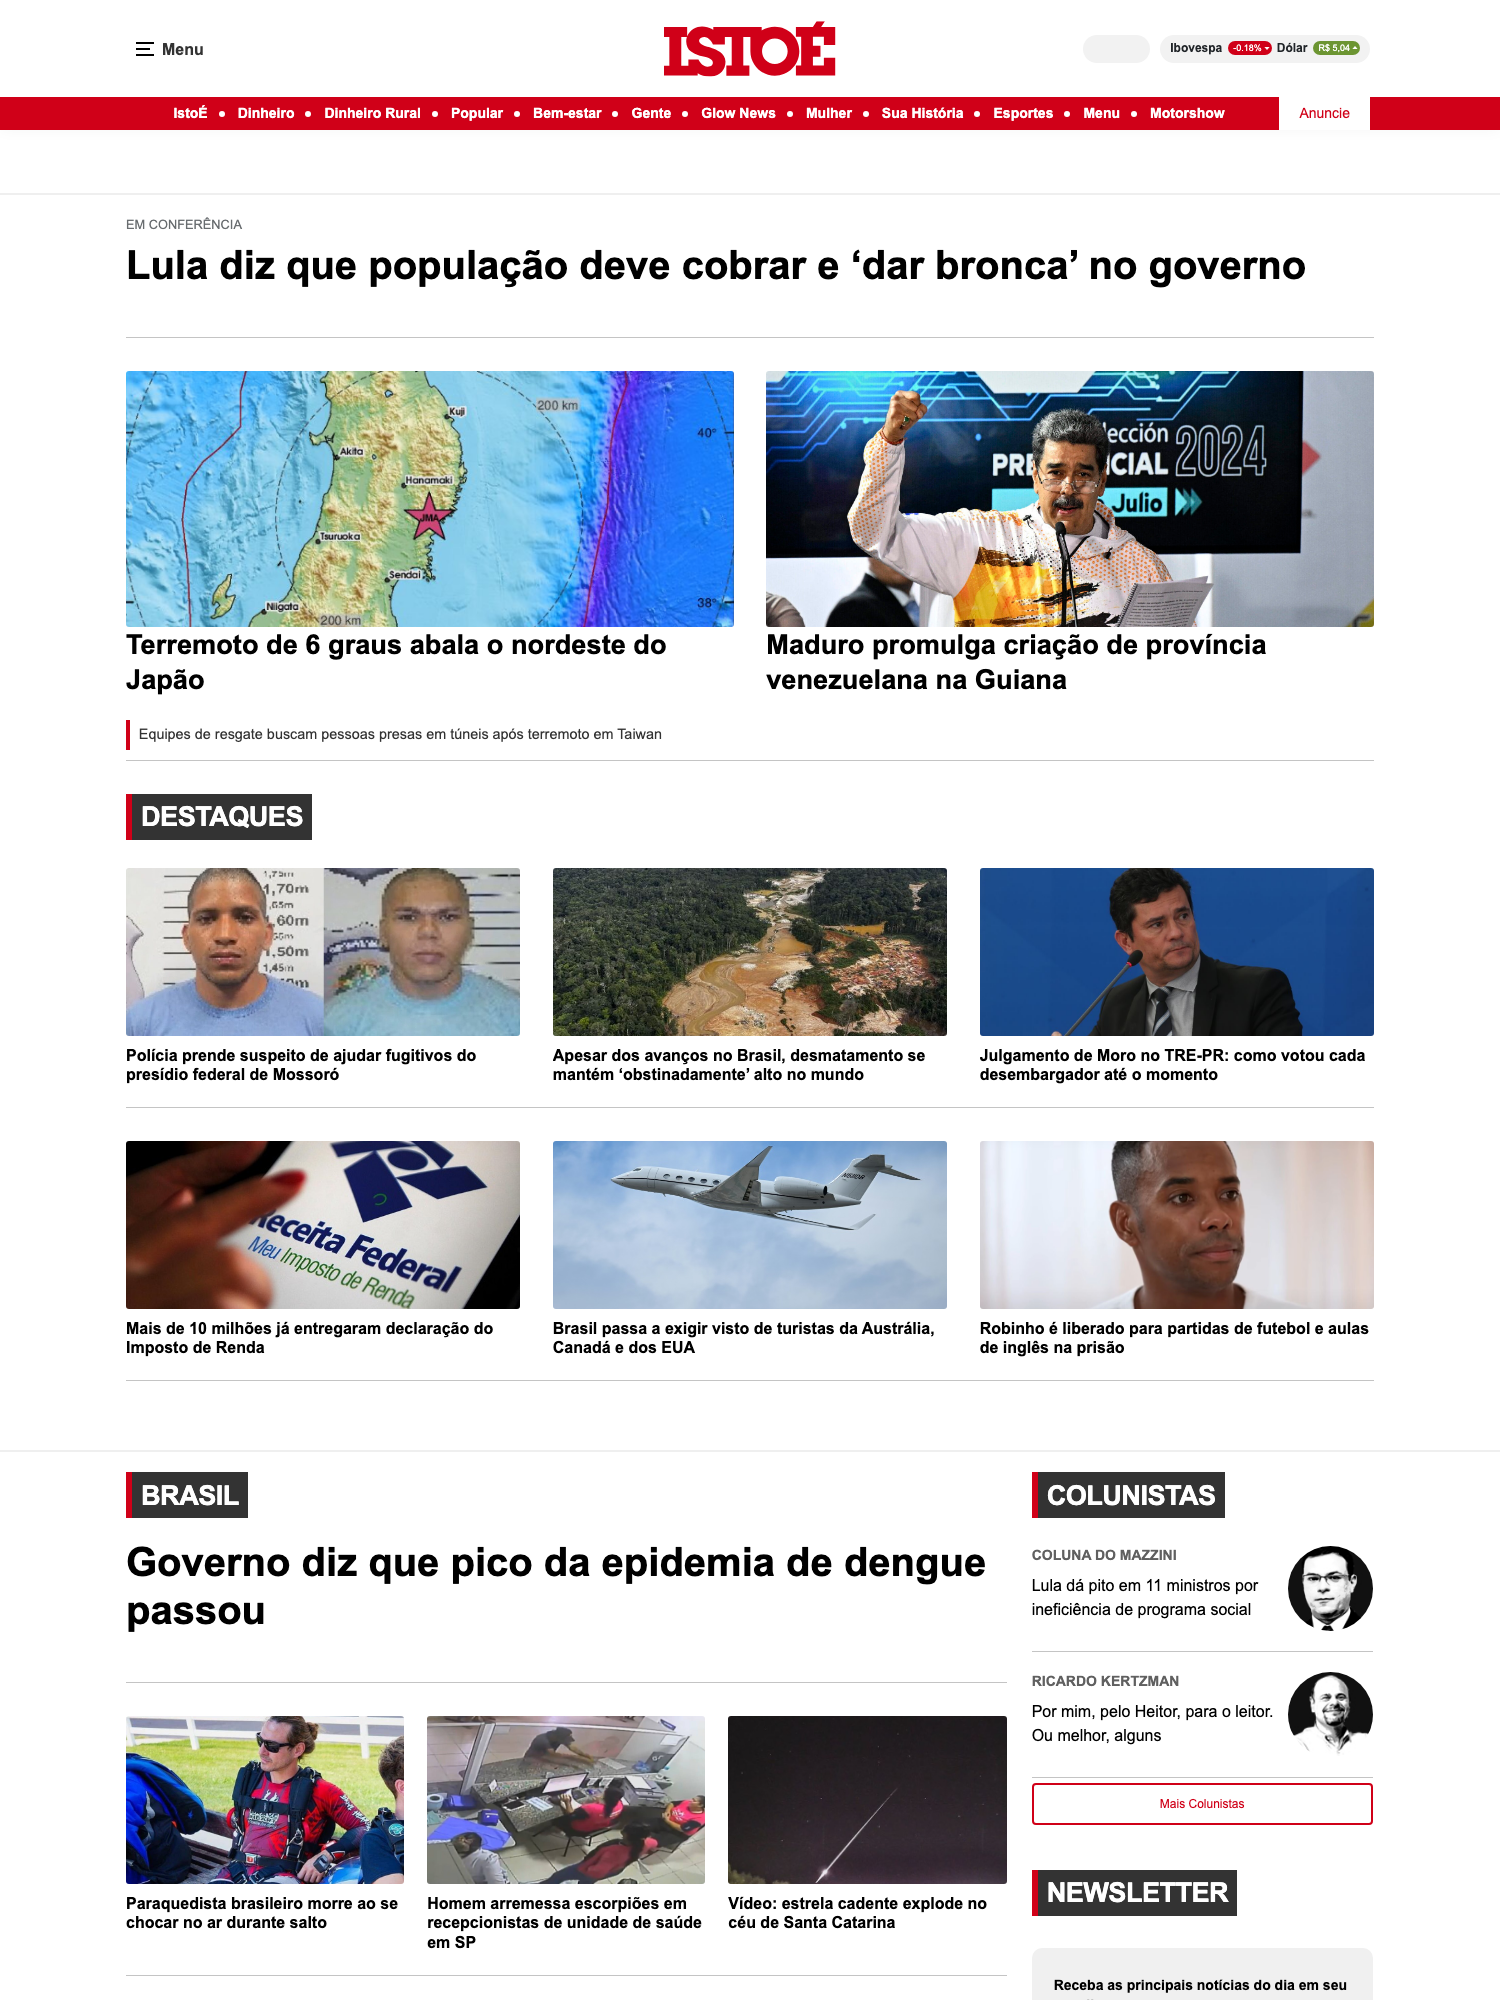 Menu
ISTOÉ
Ibovespa -0.18% Dólar R$ 5,04
IstoÉ • Dinheiro • Dinheiro Rural • Popular • Bem-estar • Gente • Glow News • Mulher • Sua História • Esportes • Menu • Motorshow
Anuncie
EM CONFERÊNCIA
Lula diz que população deve cobrar e ‘dar bronca’ no governo
200 km
Kuji
40°
Akita
Hanamaki
JMA
Tsuruoka
Sendai
Niigata
38°
200 km
lección
PRE
CIAL 2024
Julio
Terremoto de 6 graus abala o nordeste do
Japão
Maduro promulga criação de província
venezuelana na Guiana
Equipes de resgate buscam pessoas presas em túneis após terremoto em Taiwan
DESTAQUES
1,75m
1,70m
1,50m
1,45m
Polícia prende suspeito de ajudar fugitivos do
presídio federal de Mossoró
Apesar dos avanços no Brasil, desmatamento se
mantém ‘obstinadamente’ alto no mundo
Julgamento de Moro no TRE-PR: como votou cada
desembargador até o momento
Receita Federal
Meu Imposto de Renda
Mais de 10 milhões já entregaram declaração do
Imposto de Renda
Brasil passa a exigir visto de turistas da Austrália,
Canadá e dos EUA
Robinho é liberado para partidas de futebol e aulas
de inglês na prisão
BRASIL
Governo diz que pico da epidemia de dengue
passou
Paraquedista brasileiro morre ao se
chocar no ar durante salto
Homem arremessa escorpiões em
recepcionistas de unidade de saúde
em SP
Vídeo: estrela cadente explode no
céu de Santa Catarina
COLUNISTAS
COLUNA DO MAZZINI
Lula dá pito em 11 ministros por
ineficiência de programa social
RICARDO KERTZMAN
Por mim, pelo Heitor, para o leitor.
Ou melhor, alguns
Mais Colunistas
NEWSLETTER
Receba as principais notícias do dia em seu